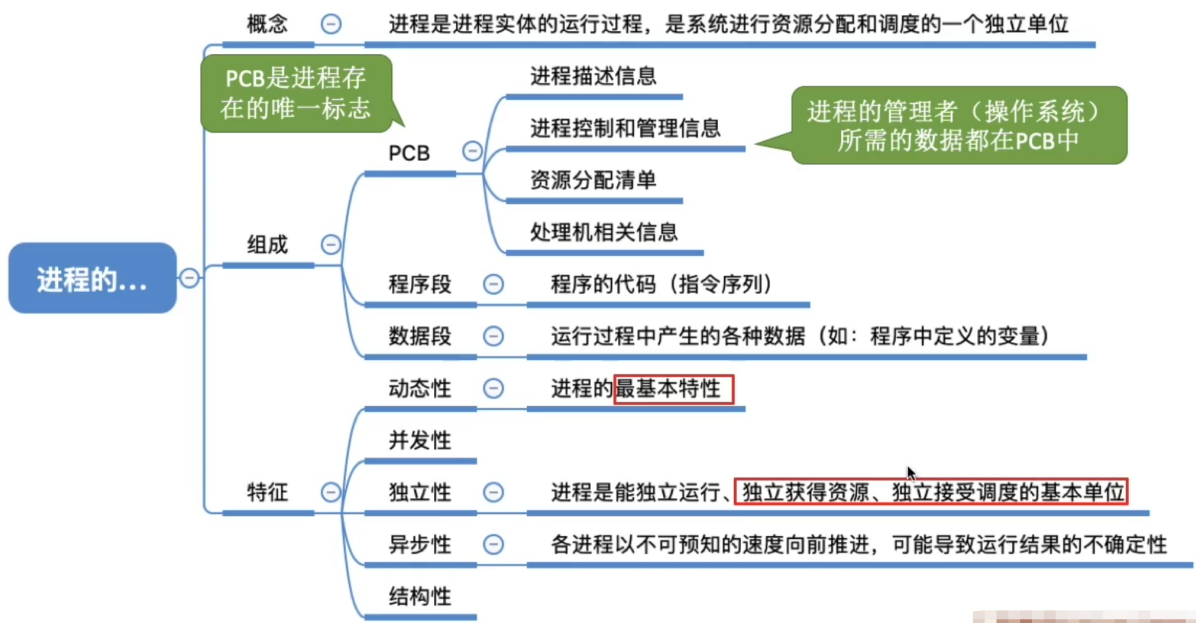 概念
进程是进程实体的运行过程，是系统进行资源分配和调度的一个独立单位
PCB是进程存
在的唯一标志
进程描述信息
进程控制和管理信息
进程的管理者（操作系统）
所需的数据都在PCB中
PCB
资源分配清单
处理机相关信息
组成
进程的...
程序段
程序的代码（指令序列）
数据段
运行过程中产生的各种数据（如：程序中定义的变量）
动态性
进程的最基本特性
并发性
特征
独立性
进程是能独立运行、独立获得资源、独立接受调度的基本单位
异步性
各进程以不可预知的速度向前推进，可能导致运行结果的不确定性
结构性